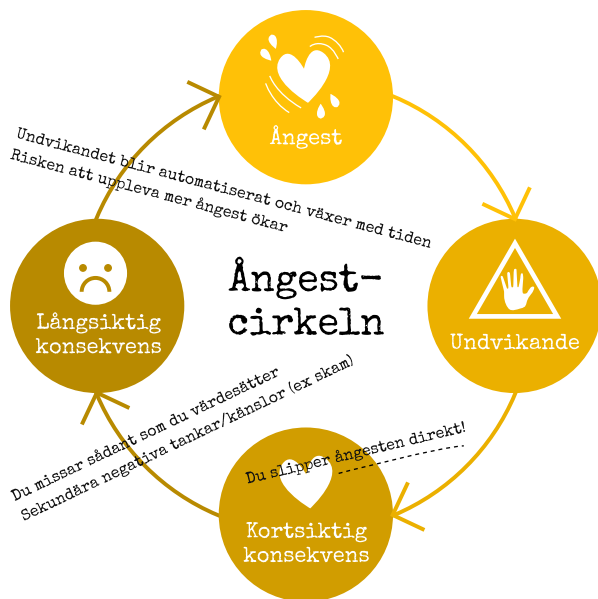 Ångest
Undvikandet blir automatiserat och växer med tiden
Risken att uppleva mer ångest ökar
Ångest-
cirkeln
Undvikande
Långsiktig
konsekvens
Du missar sådant som du värdesätter
Sekundära negativa tankar/känslor (ex skam)
Du slipper ångesten direkt!
Kortsiktig
konsekvens